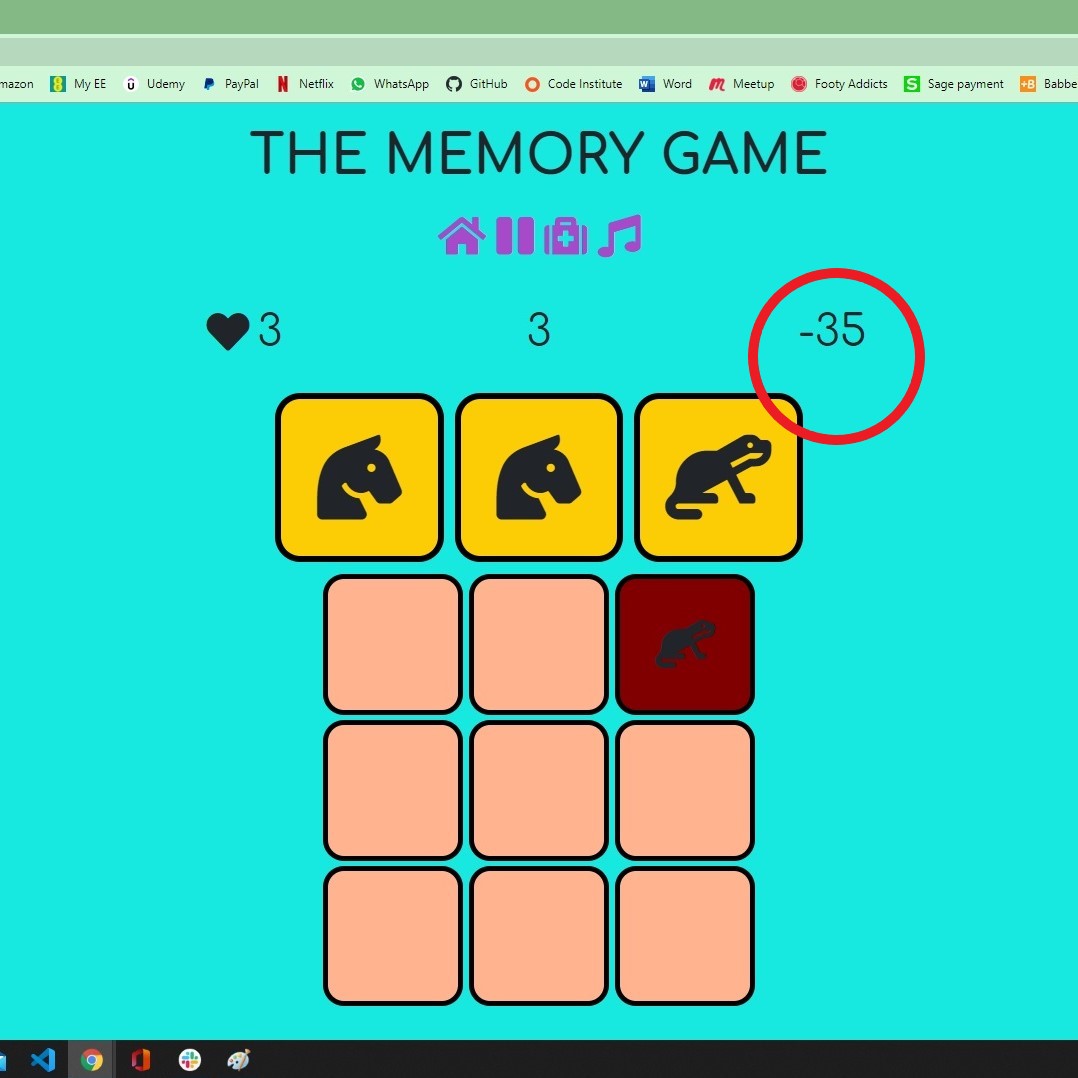 mazon My EE Udemy PayPal Netflix WhatsApp GitHub Code Institute Word Meetup Footy Addicts Sage payment Babbe
THE MEMORY GAME
3 3 -35